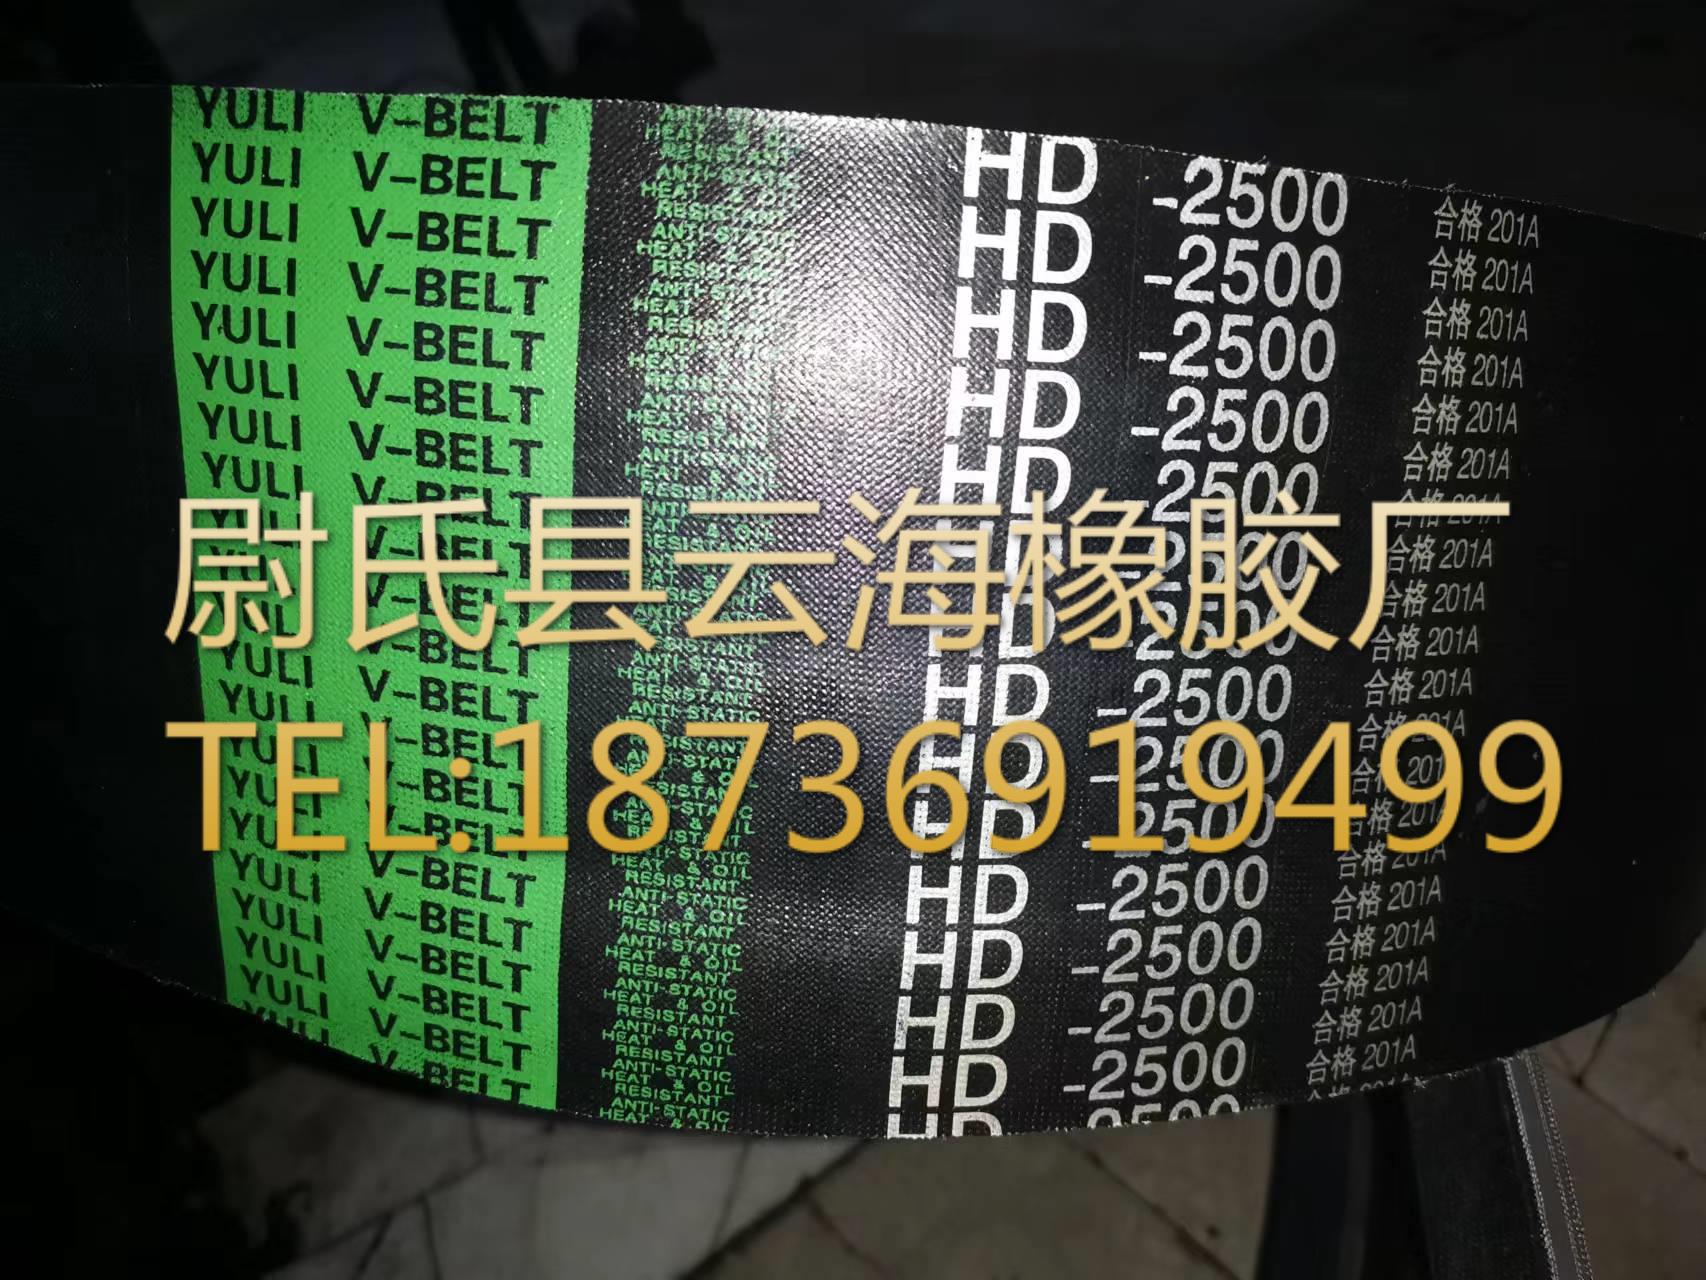 YULI V-BELT ANTI-STATIC HEAT & OIL RESISTANT HD -2500 合格 201A
尉氏县云海橡胶厂
TEL:18736919499